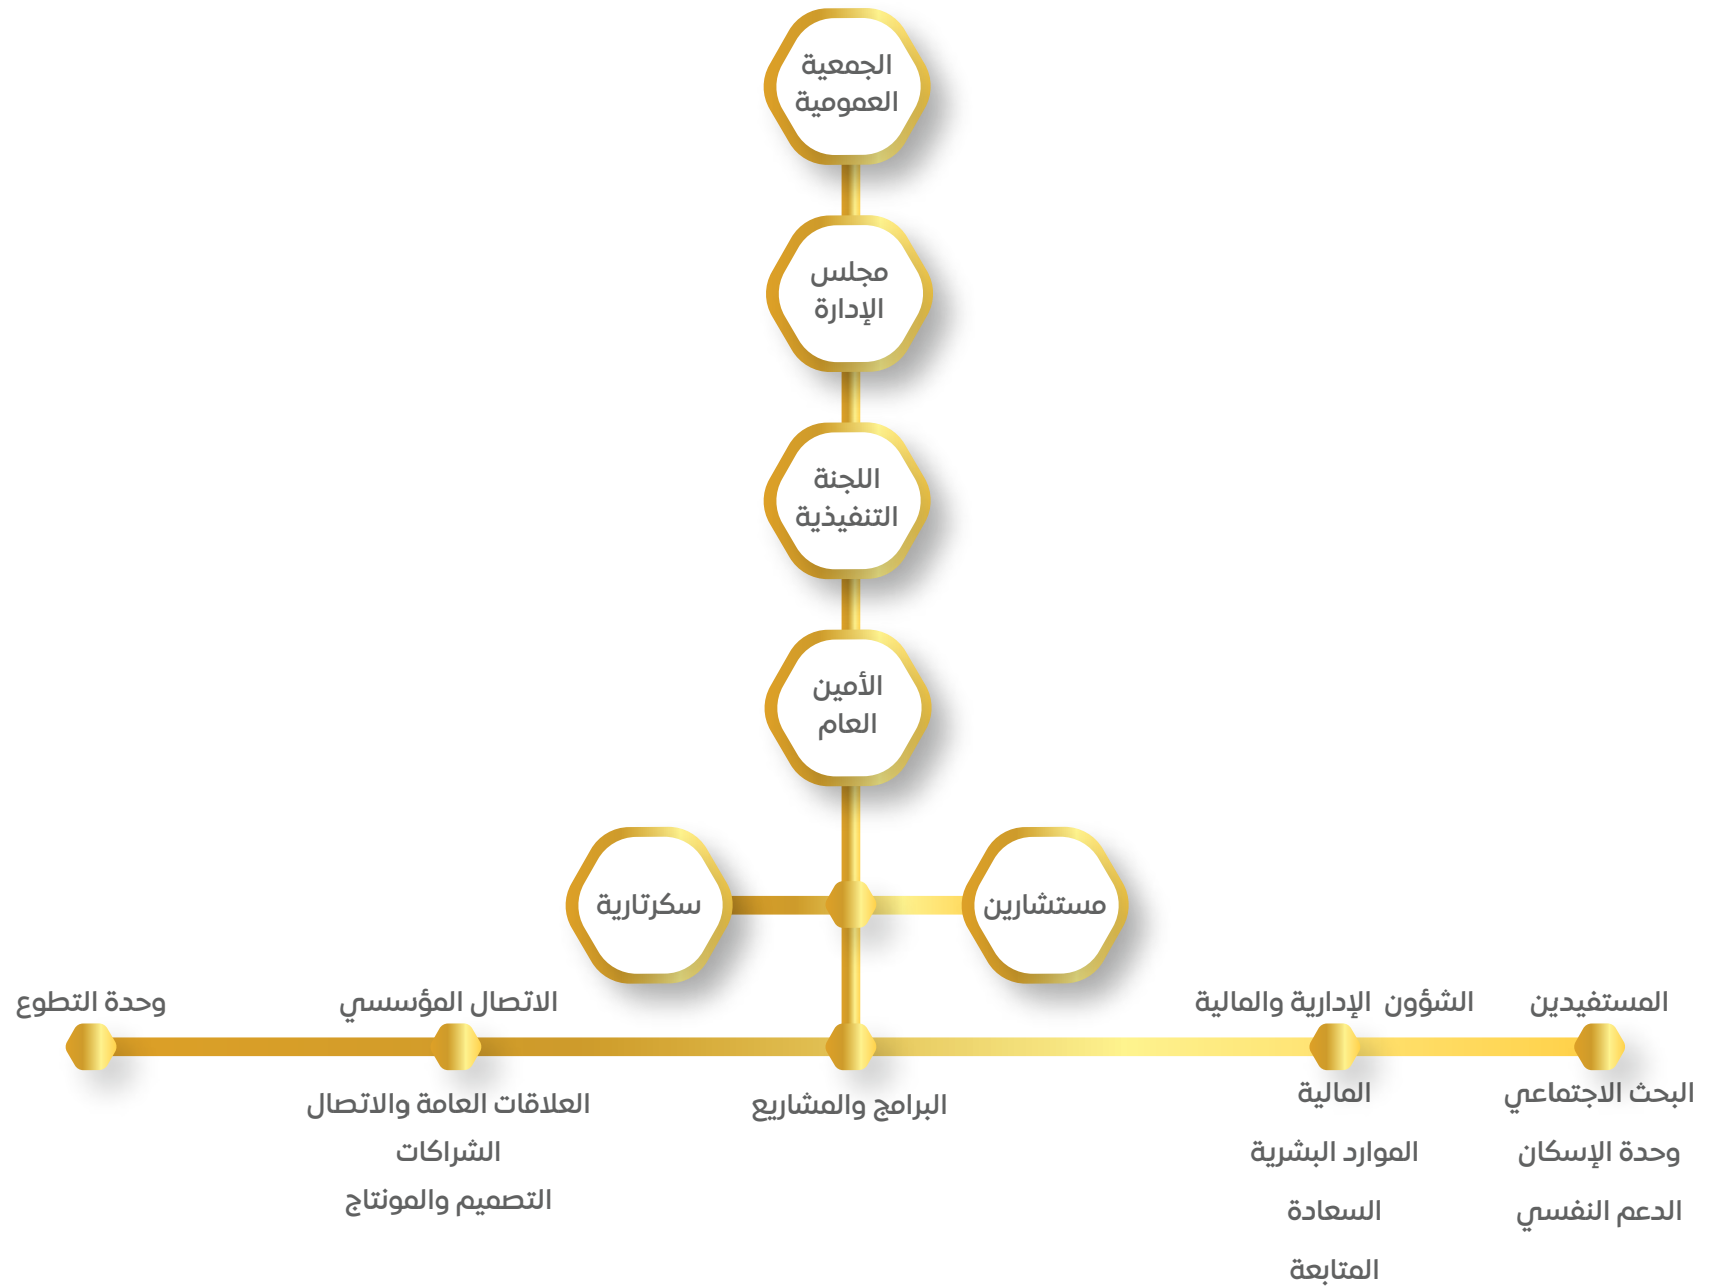 الجمعية
العمومية
مجلس
الإدارة
اللجنة
التنفيذية
الأمين
العام
مستشارين
سكرتارية
المستفيدين
البحث الاجتماعي
وحدة الإسكان
الدعم النفسي
الشؤون الإدارية والمالية
المالية
الموارد البشرية
السعادة
المتابعة
البرامج والمشاريع
الاتصال المؤسسي
العلاقات العامة والاتصال
الشراكات
التصميم والمونتاج
وحدة التطوع